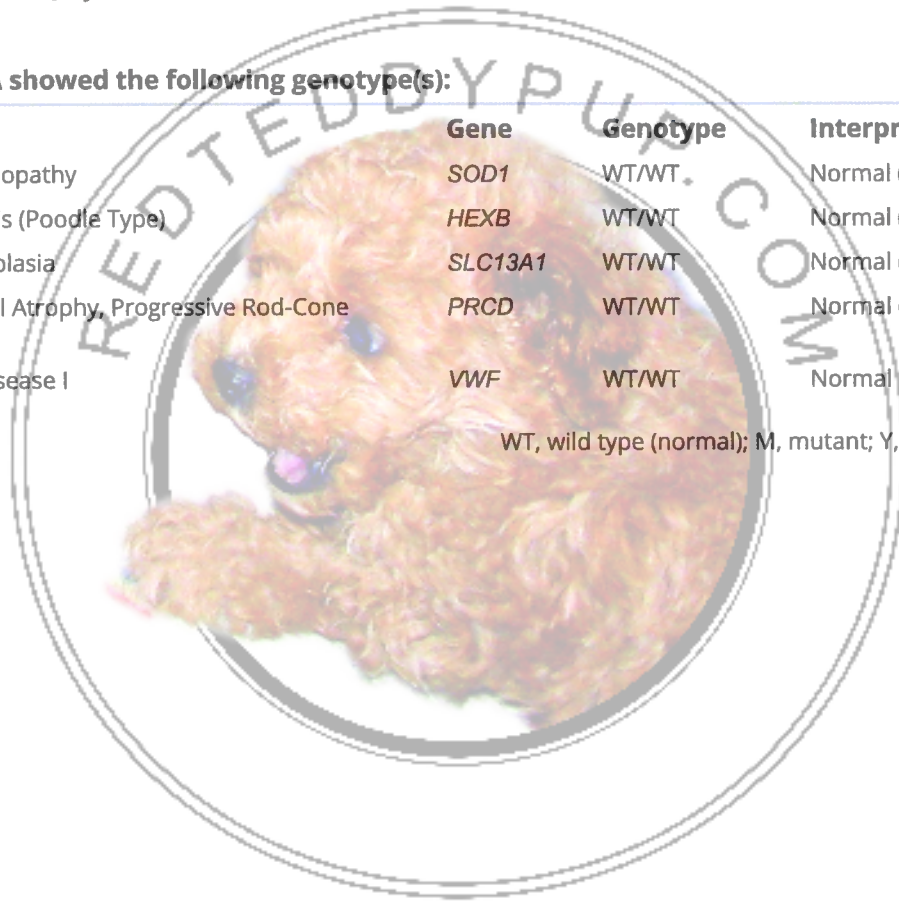 REDTEDDYPUP.COM
showed the following genotype(s):
Gene Genotype Interpr
opathy SOD1 WT/WT Normal
s (Poodle Type) HEXB WT/WT Normal
plasia SLC13A1 WT/WT Normal
l Atrophy, Progressive Rod-Cone PRCD WT/WT Normal
sease I VWF WT/WT Normal
WT, wild type (normal); M, mutant; Y,